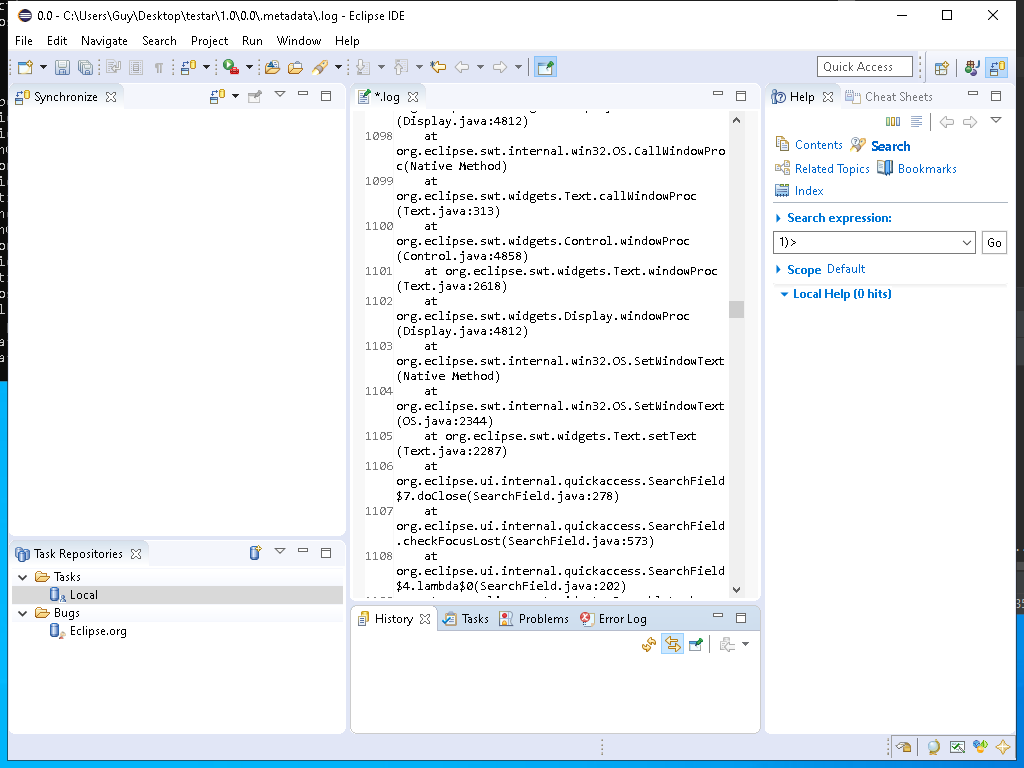 0.0 - C:\Users\Guy\Desktop\testar\1.0\0.0\.metadata\.log - Eclipse IDE
File Edit Navigate Search Project Run Window Help
Quick Access
Synchronize
*.log
(Display.java:4812)
1098 at
org.eclipse.swt.internal.win32.OS.CallWindowPro
c(Native Method)
1099 at
org.eclipse.swt.widgets.Text.callWindowProc
(Text.java:313)
1100 at
org.eclipse.swt.widgets.Control.windowProc
(Control.java:4858)
1101 at org.eclipse.swt.widgets.Text.windowProc
(Text.java:2618)
1102 at
org.eclipse.swt.widgets.Display.windowProc
(Display.java:4812)
1103 at
org.eclipse.swt.internal.win32.OS.SetWindowText
(Native Method)
1104 at
org.eclipse.swt.internal.win32.OS.SetWindowText
(OS.java:2344)
1105 at org.eclipse.swt.widgets.Text.setText
(Text.java:2287)
1106 at
org.eclipse.ui.internal.quickaccess.SearchField
$7.doClose(SearchField.java:278)
1107 at
org.eclipse.ui.internal.quickaccess.SearchField
.checkFocusLost(SearchField.java:573)
1108 at
org.eclipse.ui.internal.quickaccess.SearchField
$4.lambda$0(SearchField.java:202)
Help Cheat Sheets
Contents Search
Related Topics Bookmarks
Index
Search expression:
1)> Go
Scope Default
Local Help (0 hits)
Task Repositories
Tasks
Local
Bugs
Eclipse.org
History Tasks Problems Error Log